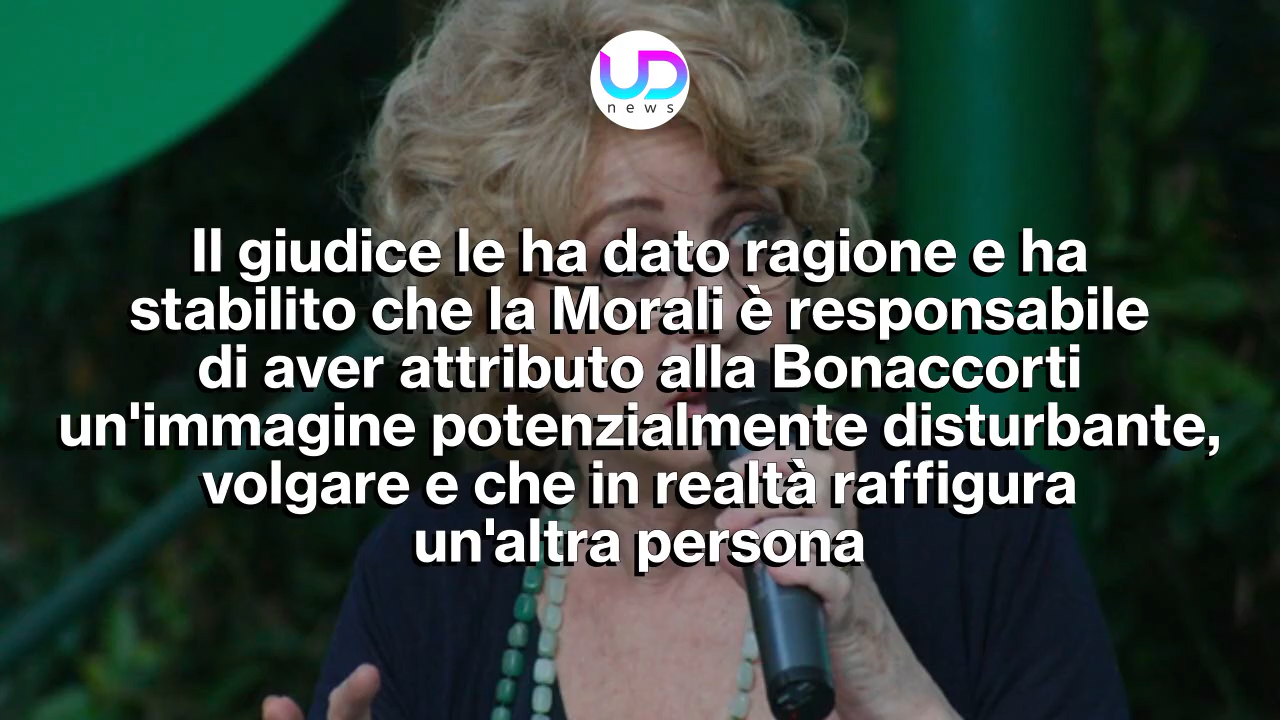 UD
news
Il giudice le ha dato ragione e ha
stabilito che la Morali è responsabile
di aver attribuito alla Bonaccorti
un'immagine potenzialmente disturbante,
volgare e che in realtà raffigura
un'altra persona